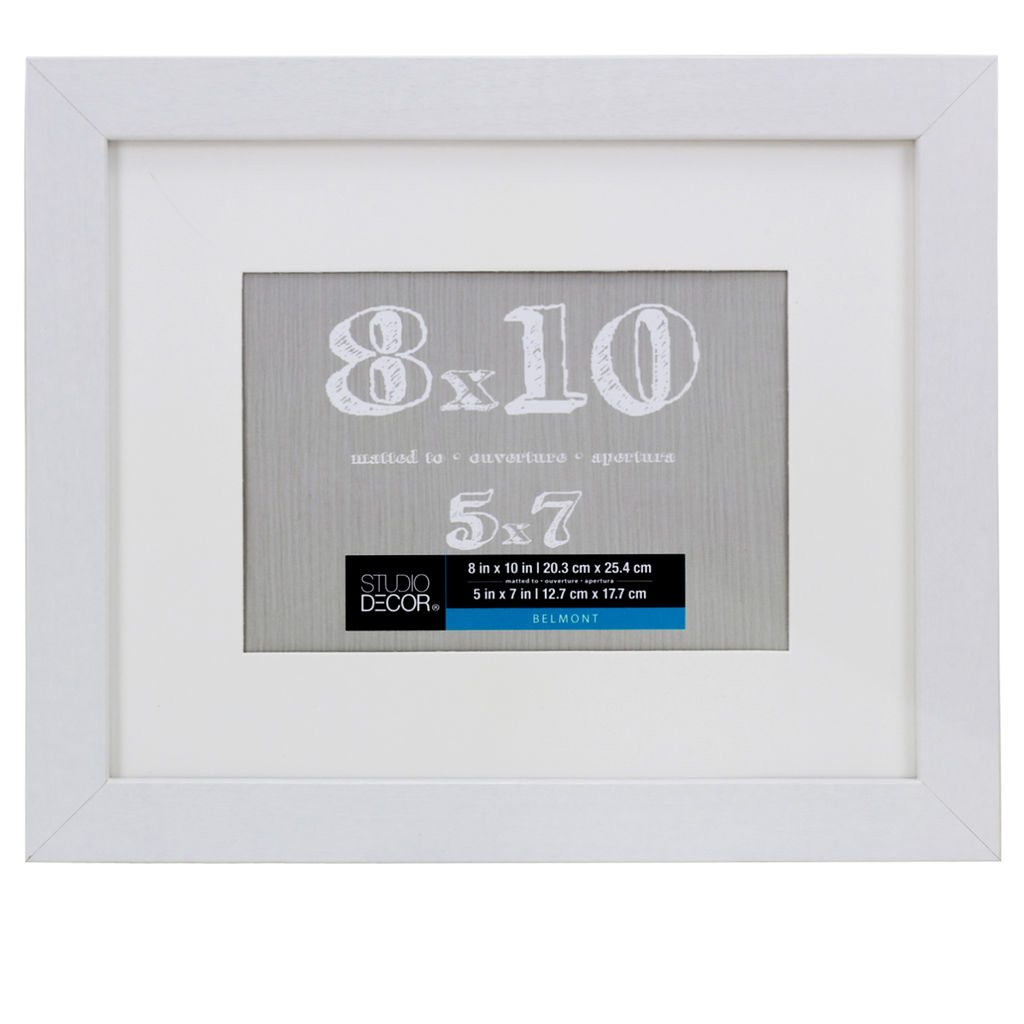 8x10
matted to • ouverture • apertura
5x7
STUDIO
DECOR®
8 in x 10 in | 20.3 cm x 25.4 cm
matted to • ouverture • apertura
5 in x 7 in | 12.7 cm x 17.7 cm
BELMONT